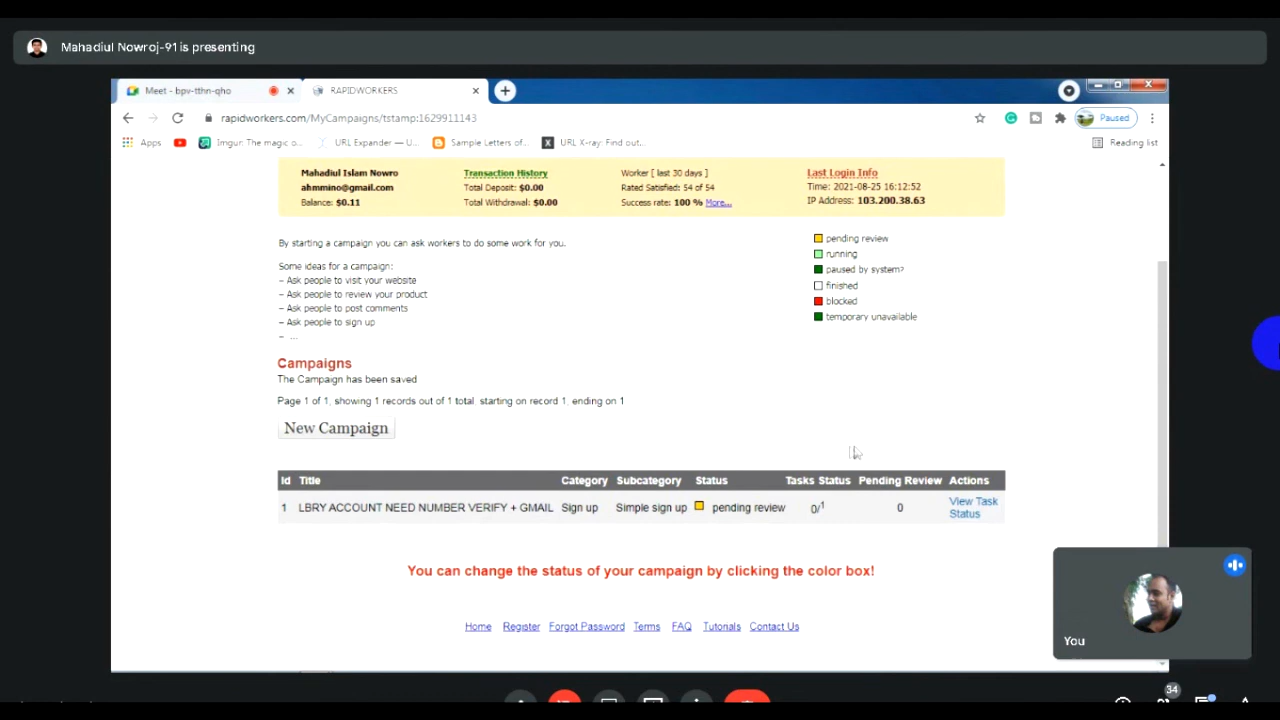 Mahadiul Nowroj-91 is presenting
Meet - bpv-tthn-qho
RAPIDWORKERS
rapidworkers.com/MyCampaigns/tstamp:1629911143
Paused
Apps
Imgur: The magic o...
URL Expander — U...
Sample Letters of...
URL X-ray: Find out...
Reading list
Mahadiul Islam Nowro
Transaction History
Worker [ last 30 days ]
Last Login Info
ahmmino@gmail.com
Total Deposit: $0.00
Rated Satisfied: 54 of 54
Time: 2021-08-25 16:12:52
Balance: $0.11
Total Withdrawal: $0.00
Success rate: 100 % More...
IP Address: 103.200.38.63
By starting a campaign you can ask workers to do some work for you.
Some ideas for a campaign:
– Ask people to visit your website
– Ask people to review your product
– Ask people to post comments
– Ask people to sign up
– ...
pending review
running
paused by system?
finished
blocked
temporary unavailable
Campaigns
The Campaign has been saved
Page 1 of 1, showing 1 records out of 1 total, starting on record 1, ending on 1
New Campaign
Id Title Category Subcategory Status Tasks Status Pending Review Actions
1 LBRY ACCOUNT NEED NUMBER VERIFY + GMAIL Sign up Simple sign up pending review 0/1 0 View Task Status
You can change the status of your campaign by clicking the color box!
Home Register Forgot Password Terms FAQ Tutorials Contact Us
You
34